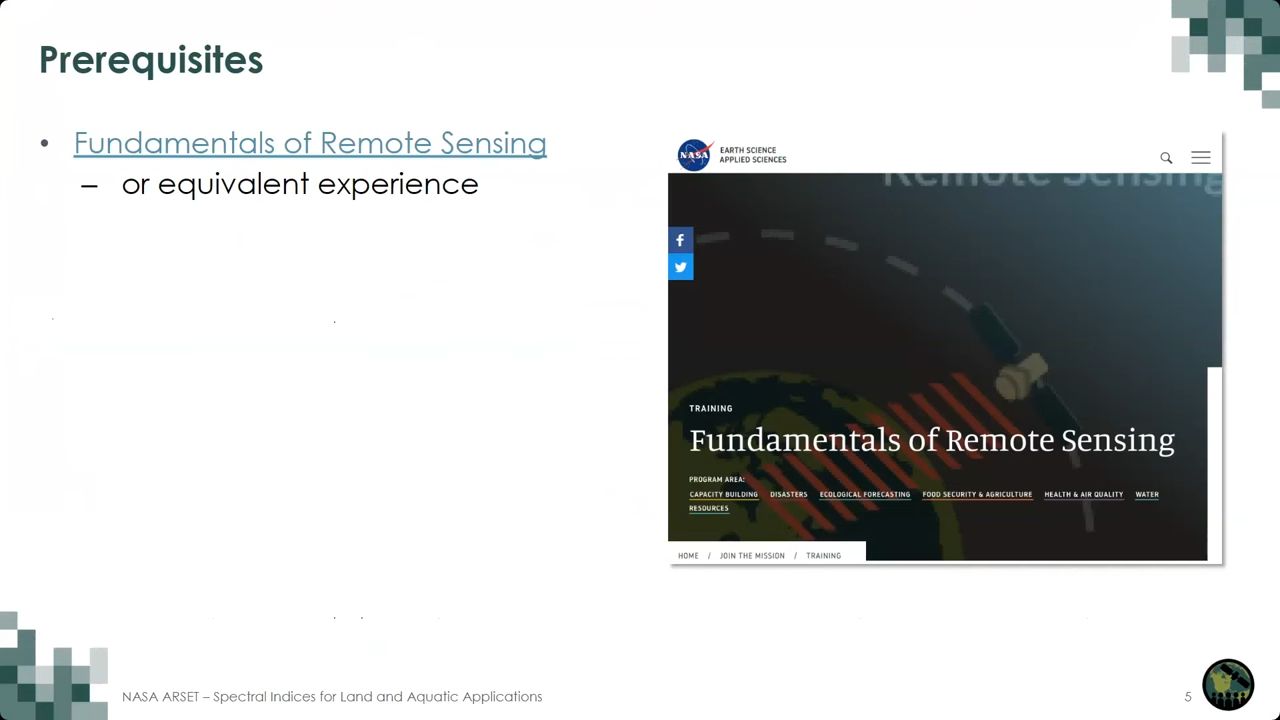 Prerequisites
• Fundamentals of Remote Sensing
– or equivalent experience
NASA
EARTH SCIENCE
APPLIED SCIENCES
Remote Sensing
TRAINING
Fundamentals of Remote Sensing
PROGRAM AREA:
CAPACITY BUILDING DISASTERS ECOLOGICAL FORECASTING FOOD SECURITY & AGRICULTURE HEALTH & AIR QUALITY WATER
RESOURCES
HOME / JOIN THE MISSION / TRAINING
NASA ARSET – Spectral Indices for Land and Aquatic Applications
5